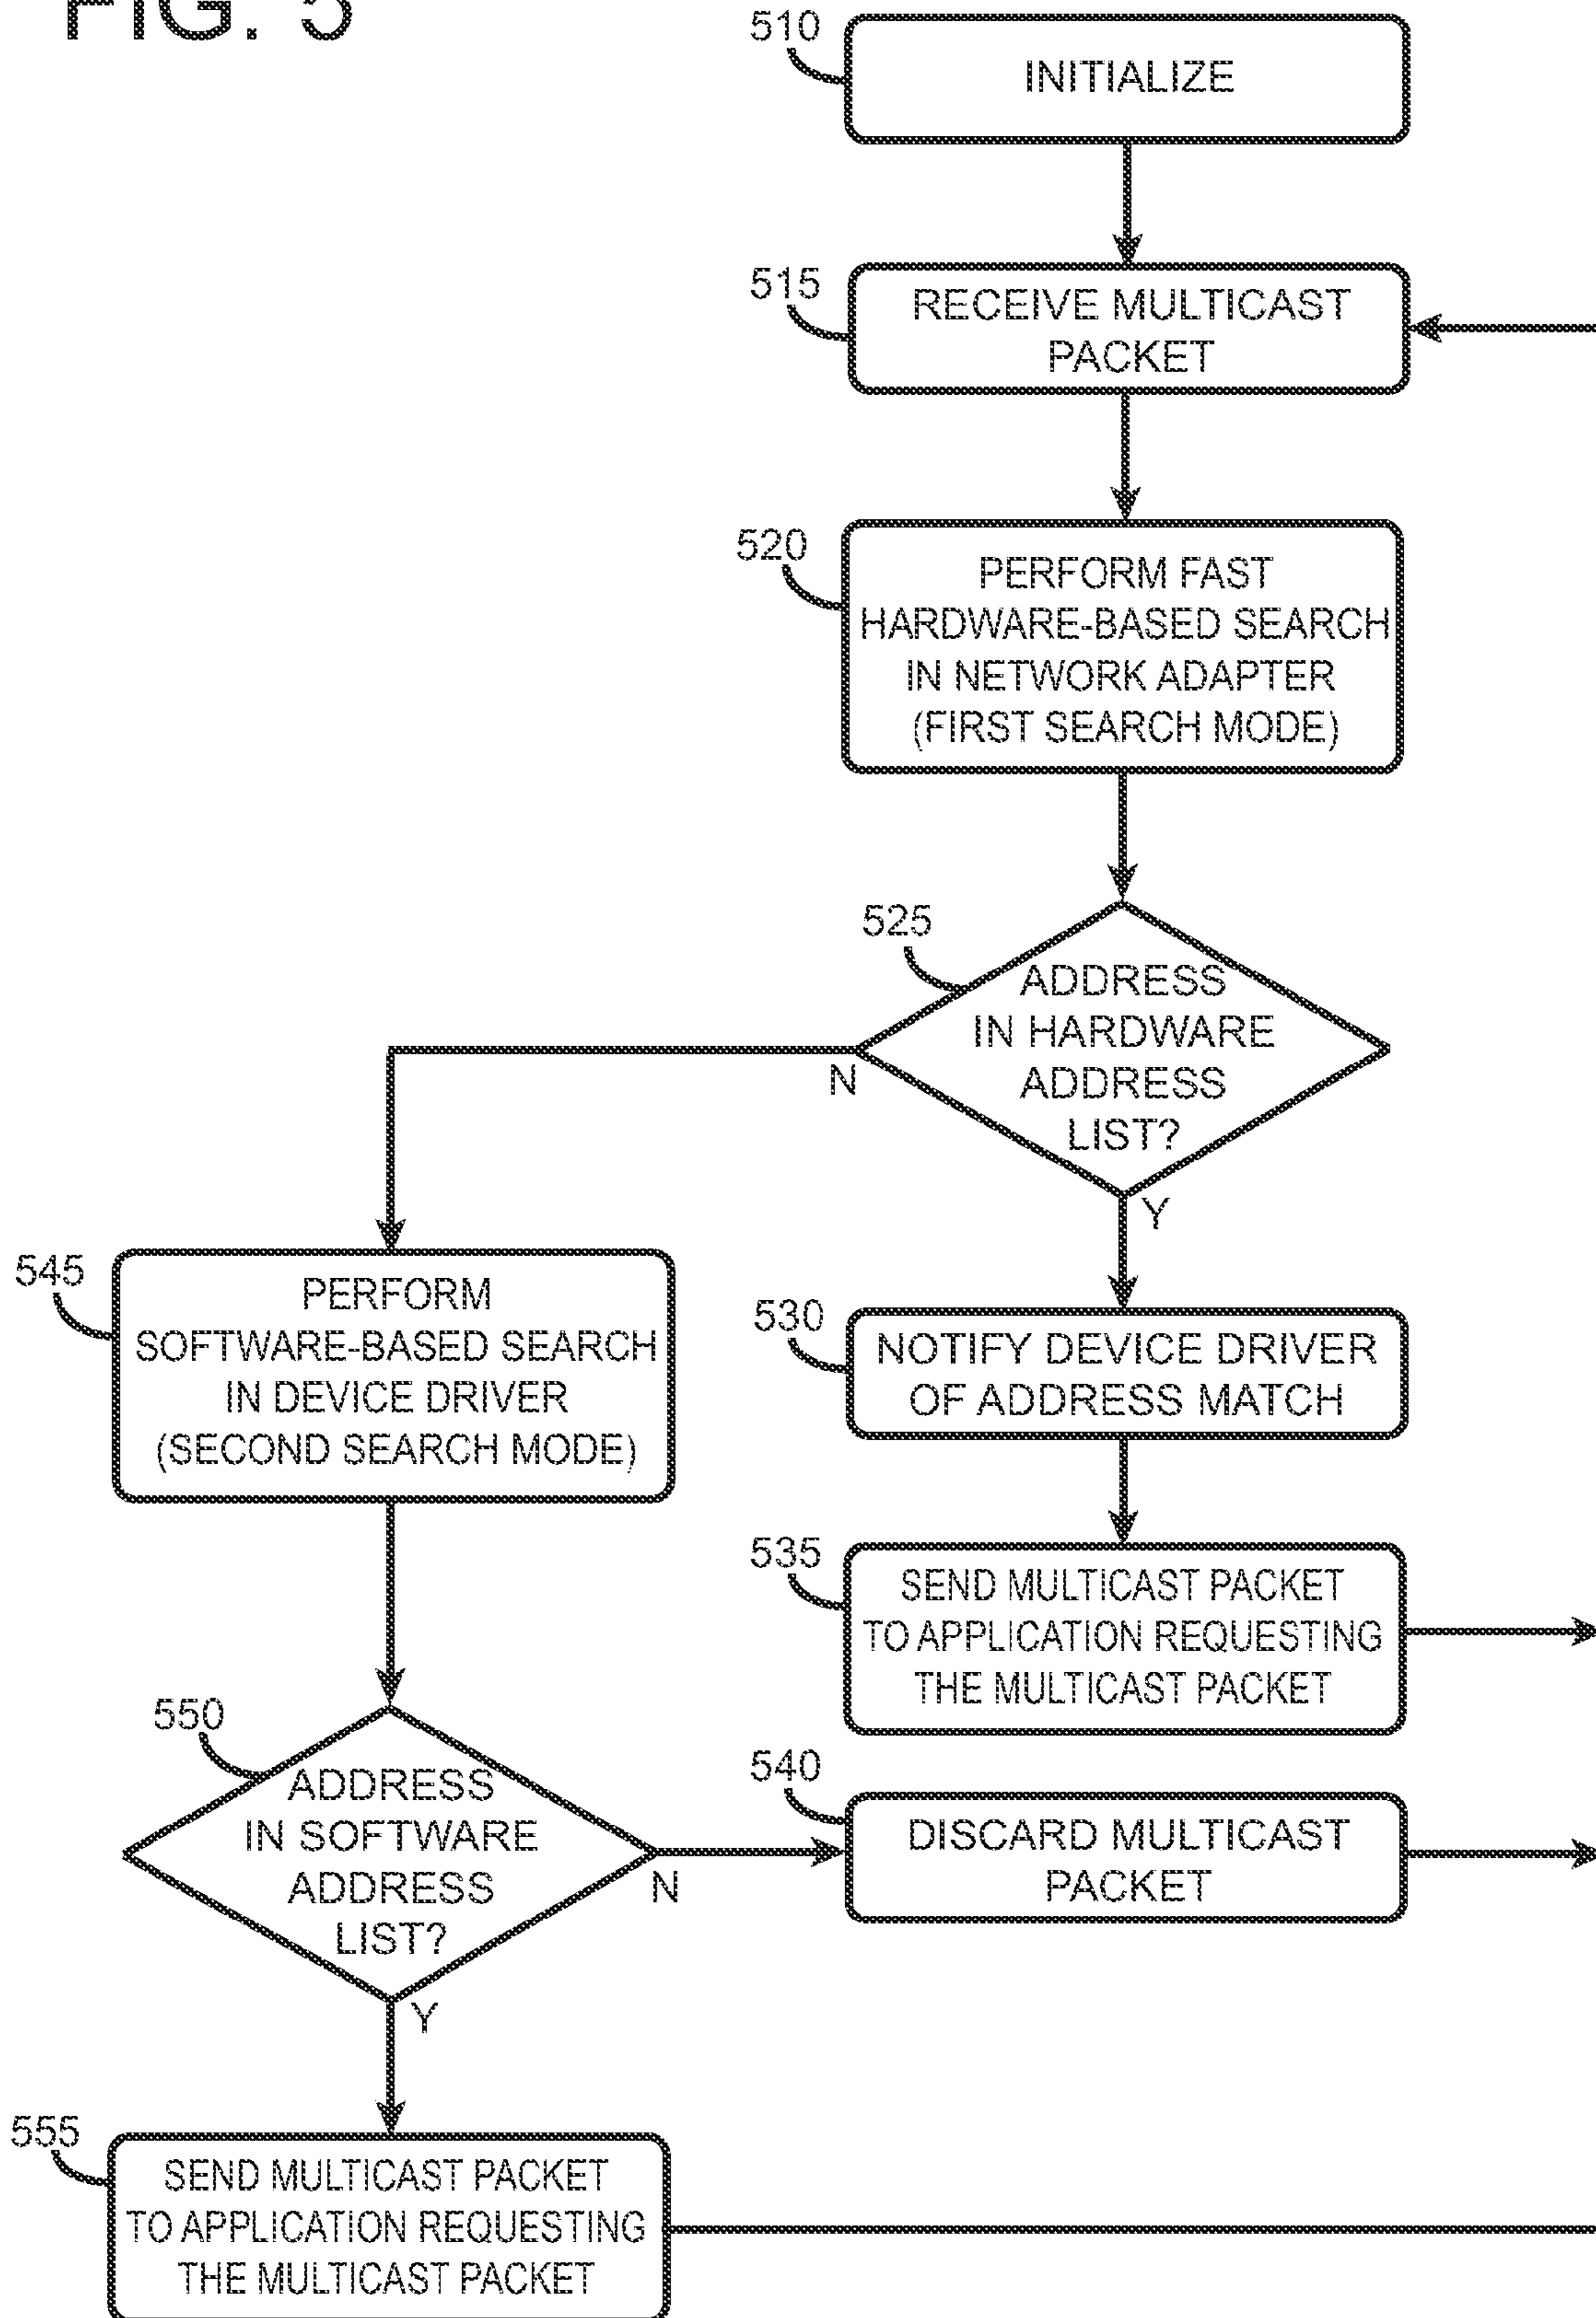 FIG. 5
510
INITIALIZE
515
RECEIVE MULTICAST
PACKET
520
PERFORM FAST
HARDWARE-BASED SEARCH
IN NETWORK ADAPTER
(FIRST SEARCH MODE)
525
ADDRESS
IN HARDWARE
ADDRESS
LIST?
N
Y
545
PERFORM
SOFTWARE-BASED SEARCH
IN DEVICE DRIVER
(SECOND SEARCH MODE)
530
NOTIFY DEVICE DRIVER
OF ADDRESS MATCH
535
SEND MULTICAST PACKET
TO APPLICATION REQUESTING
THE MULTICAST PACKET
550
ADDRESS
IN SOFTWARE
ADDRESS
LIST?
N
Y
540
DISCARD MULTICAST
PACKET
555
SEND MULTICAST PACKET
TO APPLICATION REQUESTING
THE MULTICAST PACKET